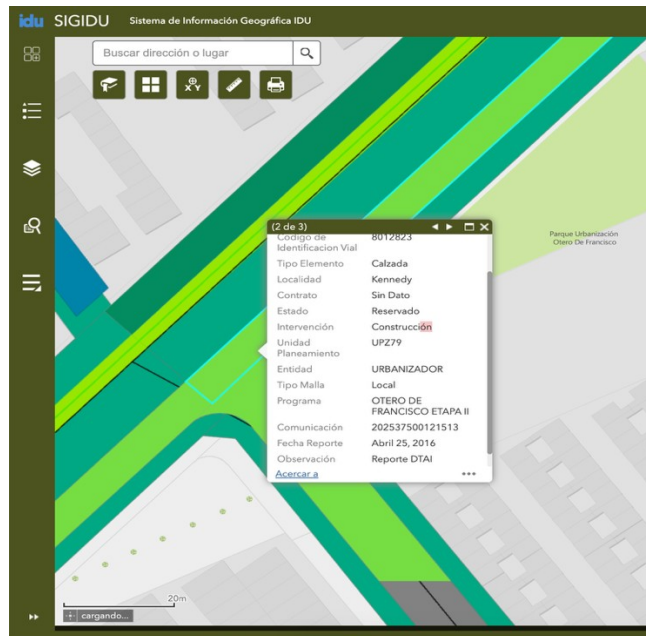 idu SIGIDU Sistema de Información Geográfica IDU
Buscar dirección o lugar
X Y
(2 de 3)
Codigo de Identificacion Vial 8012823
Tipo Elemento Calzada
Localidad Kennedy
Contrato Sin Dato
Estado Reservado
Intervención Construcción
Unidad Planeamiento UPZ79
Entidad URBANIZADOR
Tipo Malla Local
Programa OTERO DE FRANCISCO ETAPA II
Comunicación 202537500121513
Fecha Reporte Abril 25, 2016
Observación Reporte DTAI
Acercar a
Parque Urbanización
Otero De Francisco
20m
cargando...